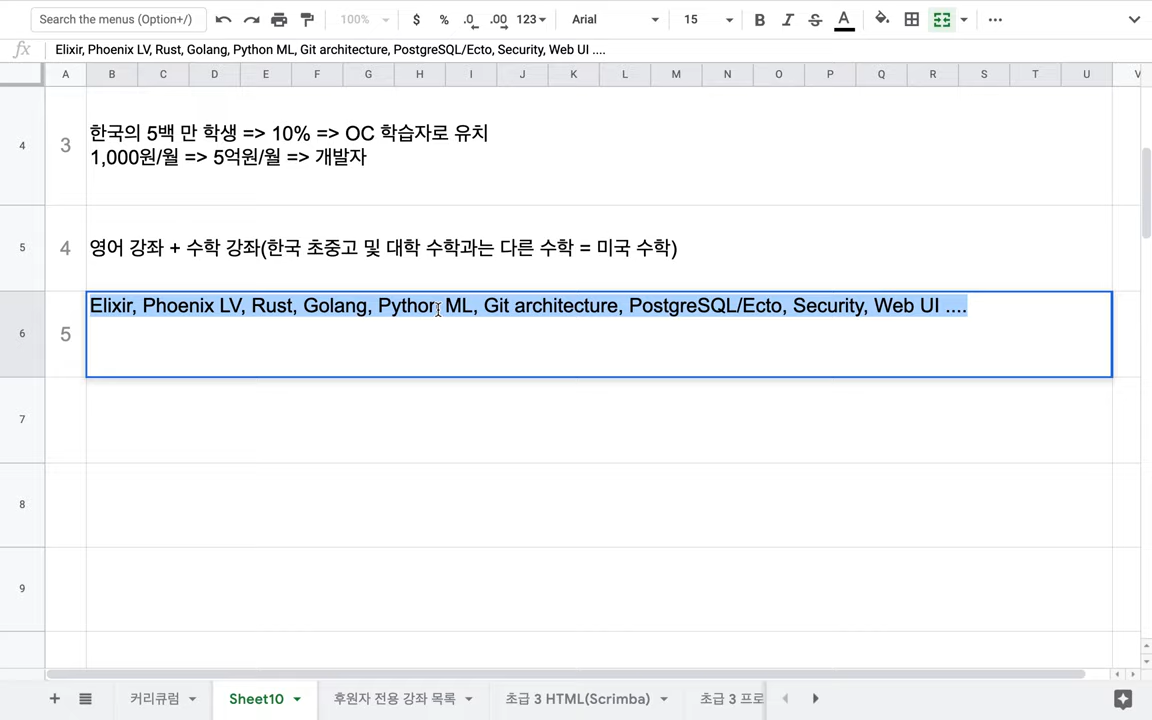 Search the menus (Option+/)
100%
$ % .0 .00 123
Arial
15
B I S A
fx
Elixir, Phoenix LV, Rust, Golang, Python ML, Git architecture, PostgreSQL/Ecto, Security, Web UI ....
A B C D E F G H I J K L M N O P Q R S T U V
4
3
한국의 5백 만 학생 => 10% => OC 학습자로 유치
1,000원/월 => 5억원/월 => 개발자
5
4
영어 강좌 + 수학 강좌(한국 초중고 및 대학 수학과는 다른 수학 = 미국 수학)
6
5
Elixir, Phoenix LV, Rust, Golang, Python ML, Git architecture, PostgreSQL/Ecto, Security, Web UI ....
7
8
9
커리큐럼
Sheet10
후원자 전용 강좌 목록
초급 3 HTML(Scrimba)
초급 3 프로